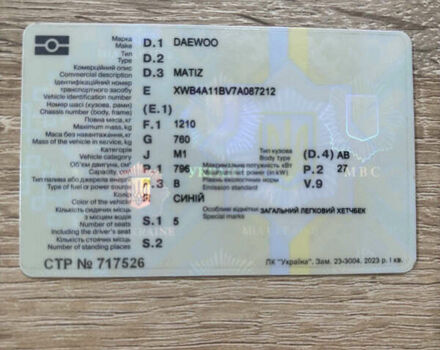 Марка D.1 DAEWOO
Make
Тип D.2
Type
Комерційний опис D.3 MATIZ
Commercial description
Ідентифікаційний номер
транспортного засобу E XWB4A11BV7A087212
Vehicle identification number
Номер шасі (кузова, рами) (E.1)
Chassis number (body, frame)
Повна маса, кг F.1 1210
Maximum mass, kg
Маса без навантаження, кг G 760
Mass of the vehicle in service, kg
Категорія J M1 Тип кузова (D.4) АВ
Vehicle category Body type
Об'єм двигуна, P.1 796 Максимальна потужність, кВт P.2 27
Capacity, Maximum net power (in kW)
Тип палива або джерела P.3 B Рівень екологічних норм V.9
Type of fuel or power source Emission standard
Колір R СИНІЙ
Color of the vehicle
Кількість сидячих місць S.1 5 Особливі відмітки ЗАГАЛЬНИЙ ЛЕГКОВИЙ ХЕТЧБЕК
з місцем водія Special marks
Number of seats
Including the driver's seat
Кількість стоячих місць S.2
Number of standing places
МВС
UKRAINE
СТР № 717526
ПК "Україна". Зам. 23-3004. 2023 р. I кв.